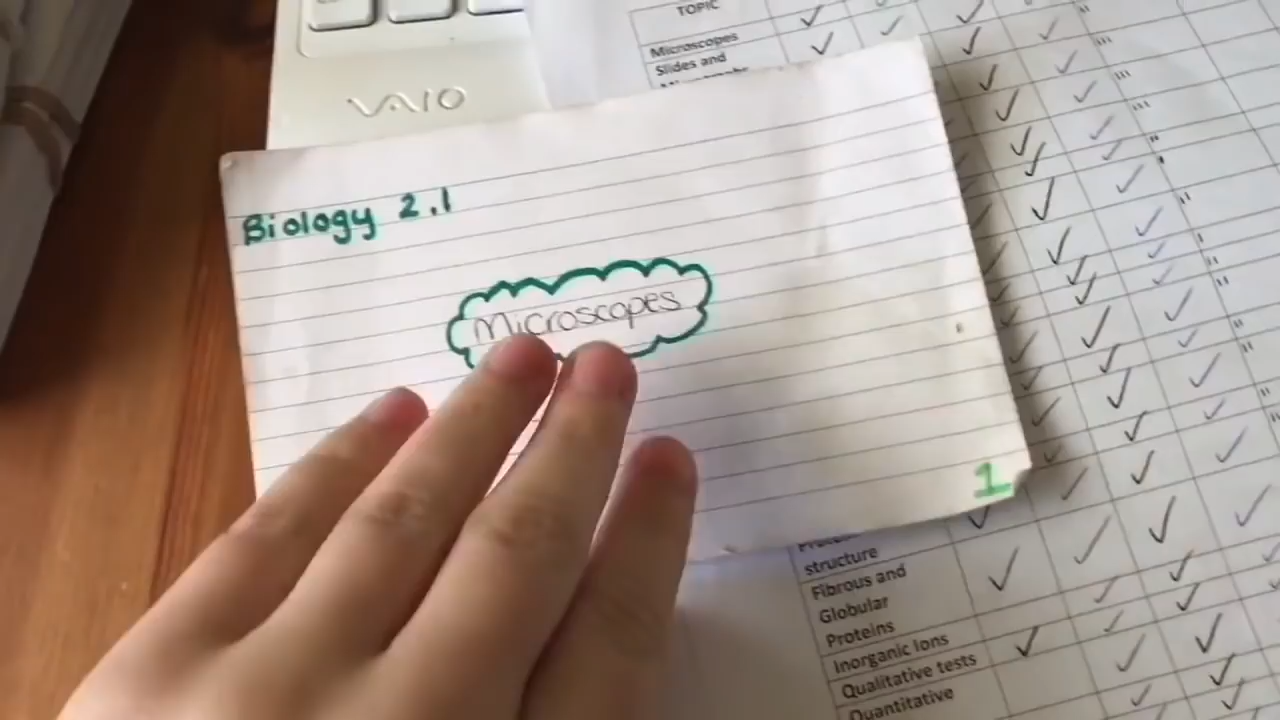 VAIO
TOPIC
Microscopes
Slides and
Biology 2.1
Microscopes
1
structure
Fibrous and
Globular
Proteins
Inorganic Ions
Qualitative tests
Quantitative